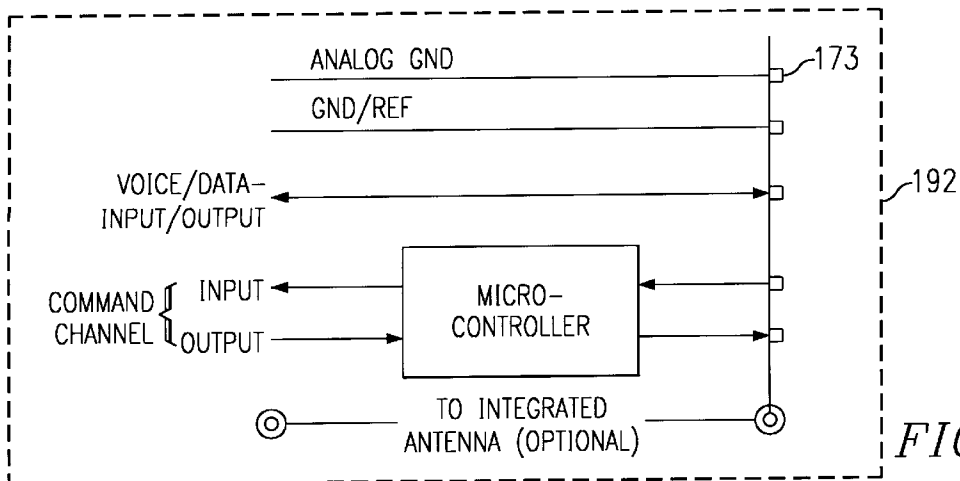 ANALOG GND
173
GND/REF
VOICE/DATA-
INPUT/OUTPUT
192
COMMAND
CHANNEL
INPUT
OUTPUT
MICRO-
CONTROLLER
TO INTEGRATED
ANTENNA (OPTIONAL)